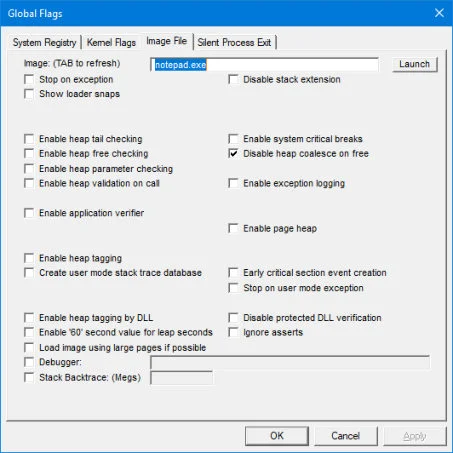 Global Flags
System Registry Kernel Flags Image File Silent Process Exit
Image: (TAB to refresh) notepad.exe Launch
Stop on exception Disable stack extension
Show loader snaps
Enable heap tail checking Enable system critical breaks
Enable heap free checking Disable heap coalesce on free
Enable heap parameter checking
Enable heap validation on call Enable exception logging
Enable application verifier
Enable page heap
Enable heap tagging
Create user mode stack trace database Early critical section event creation
Stop on user mode exception
Enable heap tagging by DLL Disable protected DLL verification
Enable '60' second value for leap seconds Ignore asserts
Load image using large pages if possible
Debugger:
Stack Backtrace: (Megs)
OK Cancel Apply